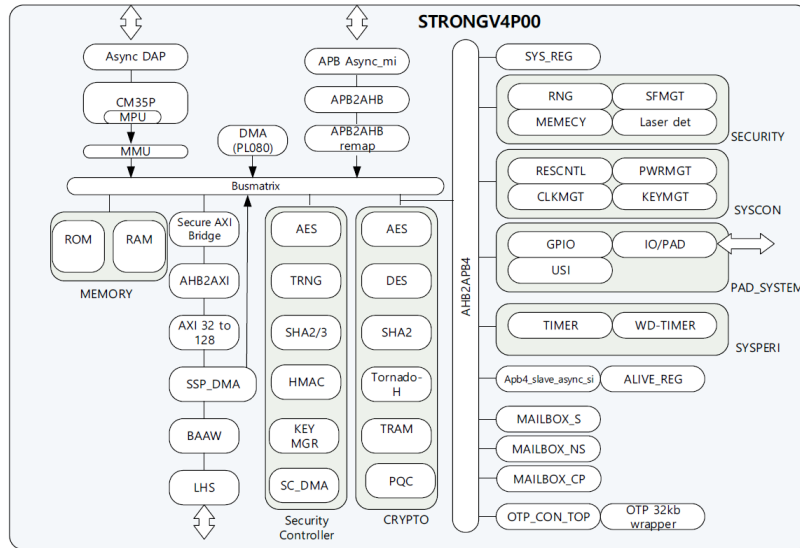 STRONGV4P00
Async DAP
CM35P
MPU
MMU
DMA
(PL080)
APB Async_mi
APB2AHB
APB2AHB
remap
Busmatrix
ROM
RAM
MEMORY
Secure AXI
Bridge
AHB2AXI
AXI 32 to
128
SSP_DMA
BAAW
LHS
AES
TRNG
SHA2/3
HMAC
KEY
MGR
SC_DMA
Security
Controller
AES
DES
SHA2
Tornado-
H
TRAM
PQC
CRYPTO
AHB2APB4
SYS_REG
RNG
SFMGT
MEMECY
Laser det
SECURITY
RESCNTL
PWRMGT
CLKMGT
KEYMGT
SYSCON
GPIO
IO/PAD
USI
PAD_SYSTEM
TIMER
WD-TIMER
SYSPERI
Apb4_slave_async_si
ALIVE_REG
MAILBOX_S
MAILBOX_NS
MAILBOX_CP
OTP_CON_TOP
OTP 32kb
wrapper